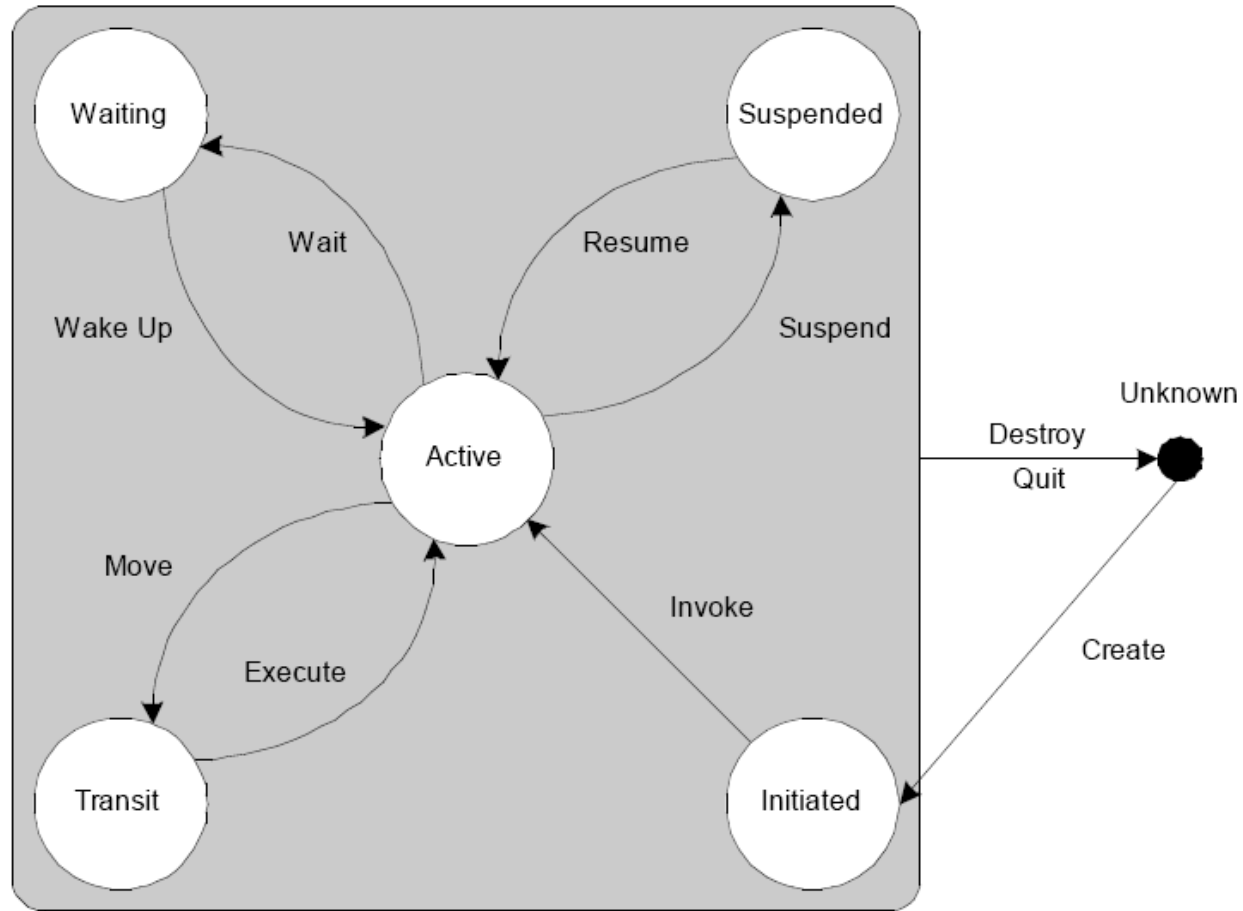 Waiting
Suspended
Wait
Resume
Wake Up
Suspend
Unknown
Destroy
Quit
Active
Move
Invoke
Create
Execute
Transit
Initiated